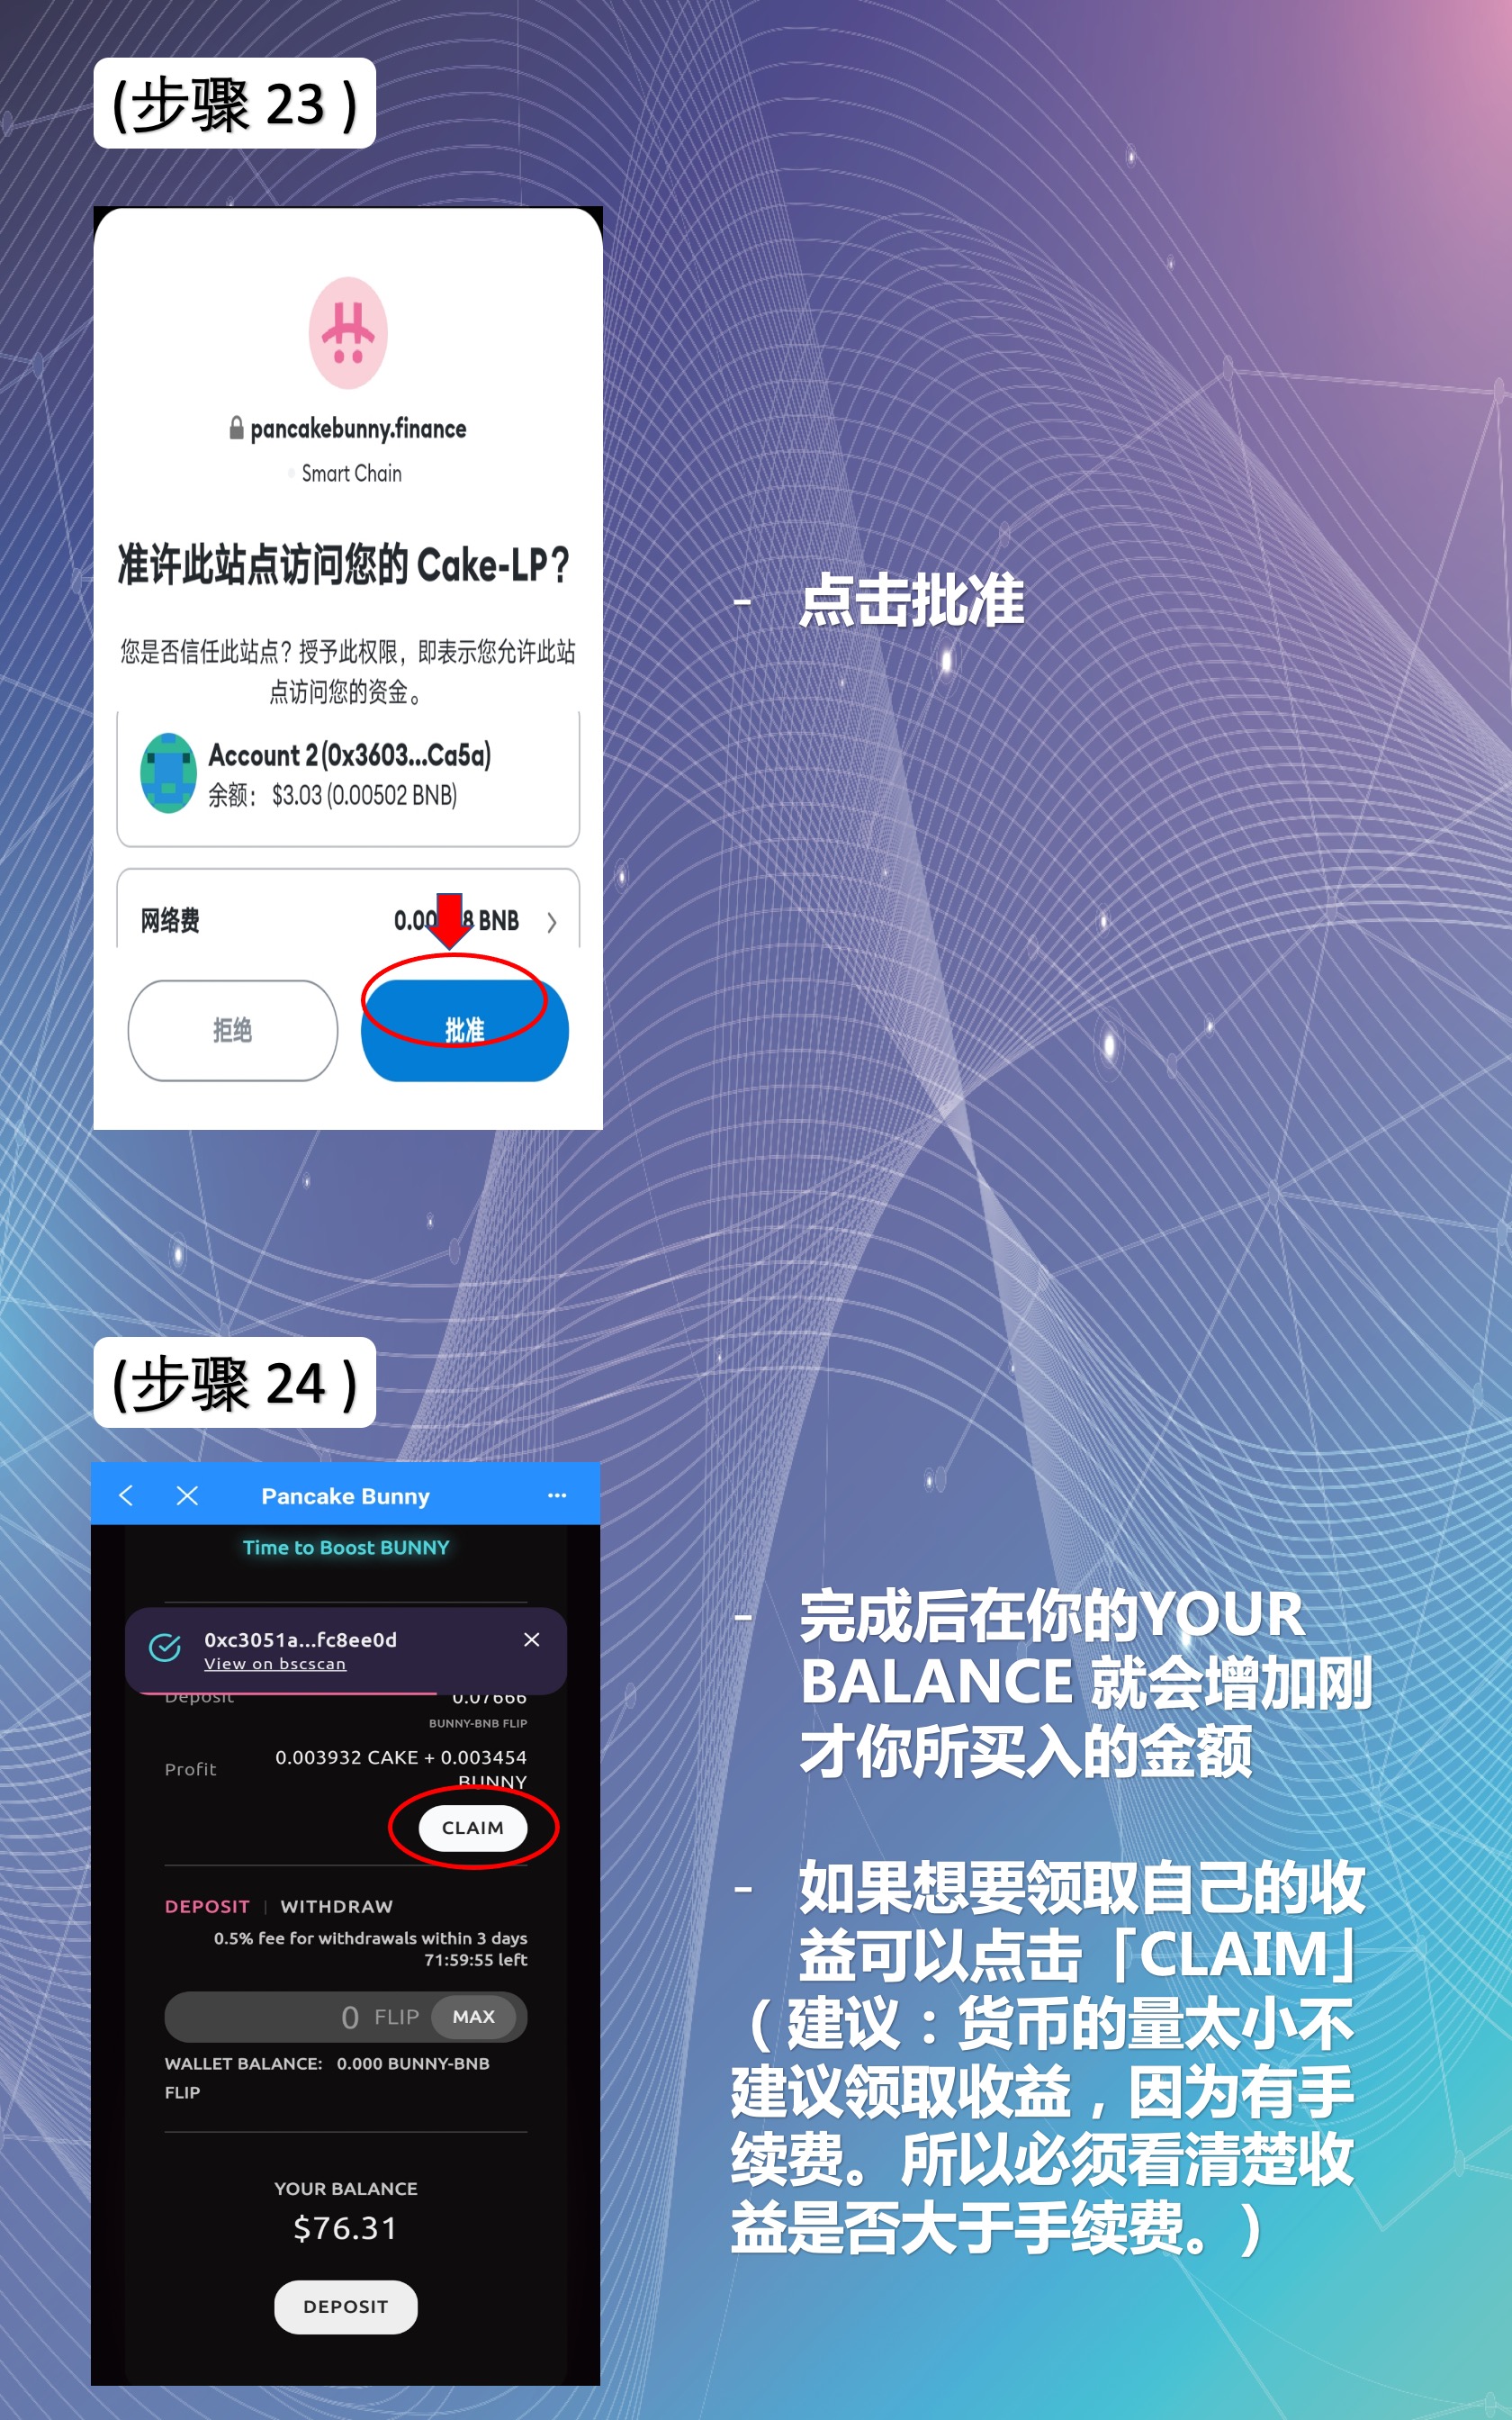 (步骤 23 )
pancakebunny.finance
Smart Chain
准许此站点访问您的 Cake-LP?
您是否信任此站点？授予此权限，即表示您允许此站
点访问您的资金。
Account 2 (0x3603...Ca5a)
余额： $3.03 (0.00502 BNB)
网络费 8 BNB
拒绝 批准
- 点击批准
(步骤 24 )
Pancake Bunny
Time to Boost BUNNY
0xc3051a...fc8ee0d
View on bscscan
Deposit 0.07666
BUNNY-BNB FLIP
Profit 0.003932 CAKE + 0.003454
BUNNY
CLAIM
DEPOSIT | WITHDRAW
0.5% fee for withdrawals within 3 days
71:59:55 left
0 FLIP MAX
WALLET BALANCE: 0.000 BUNNY-BNB
FLIP
YOUR BALANCE
$76.31
DEPOSIT
- 完成后在你的YOUR
BALANCE 就会增加刚
才你所买入的金额
- 如果想要领取自己的收
益可以点击「CLAIM」
（ 建议：货币的量太小不
建议领取收益，因为有手
续费。所以必须看清楚收
益是否大于手续费。)